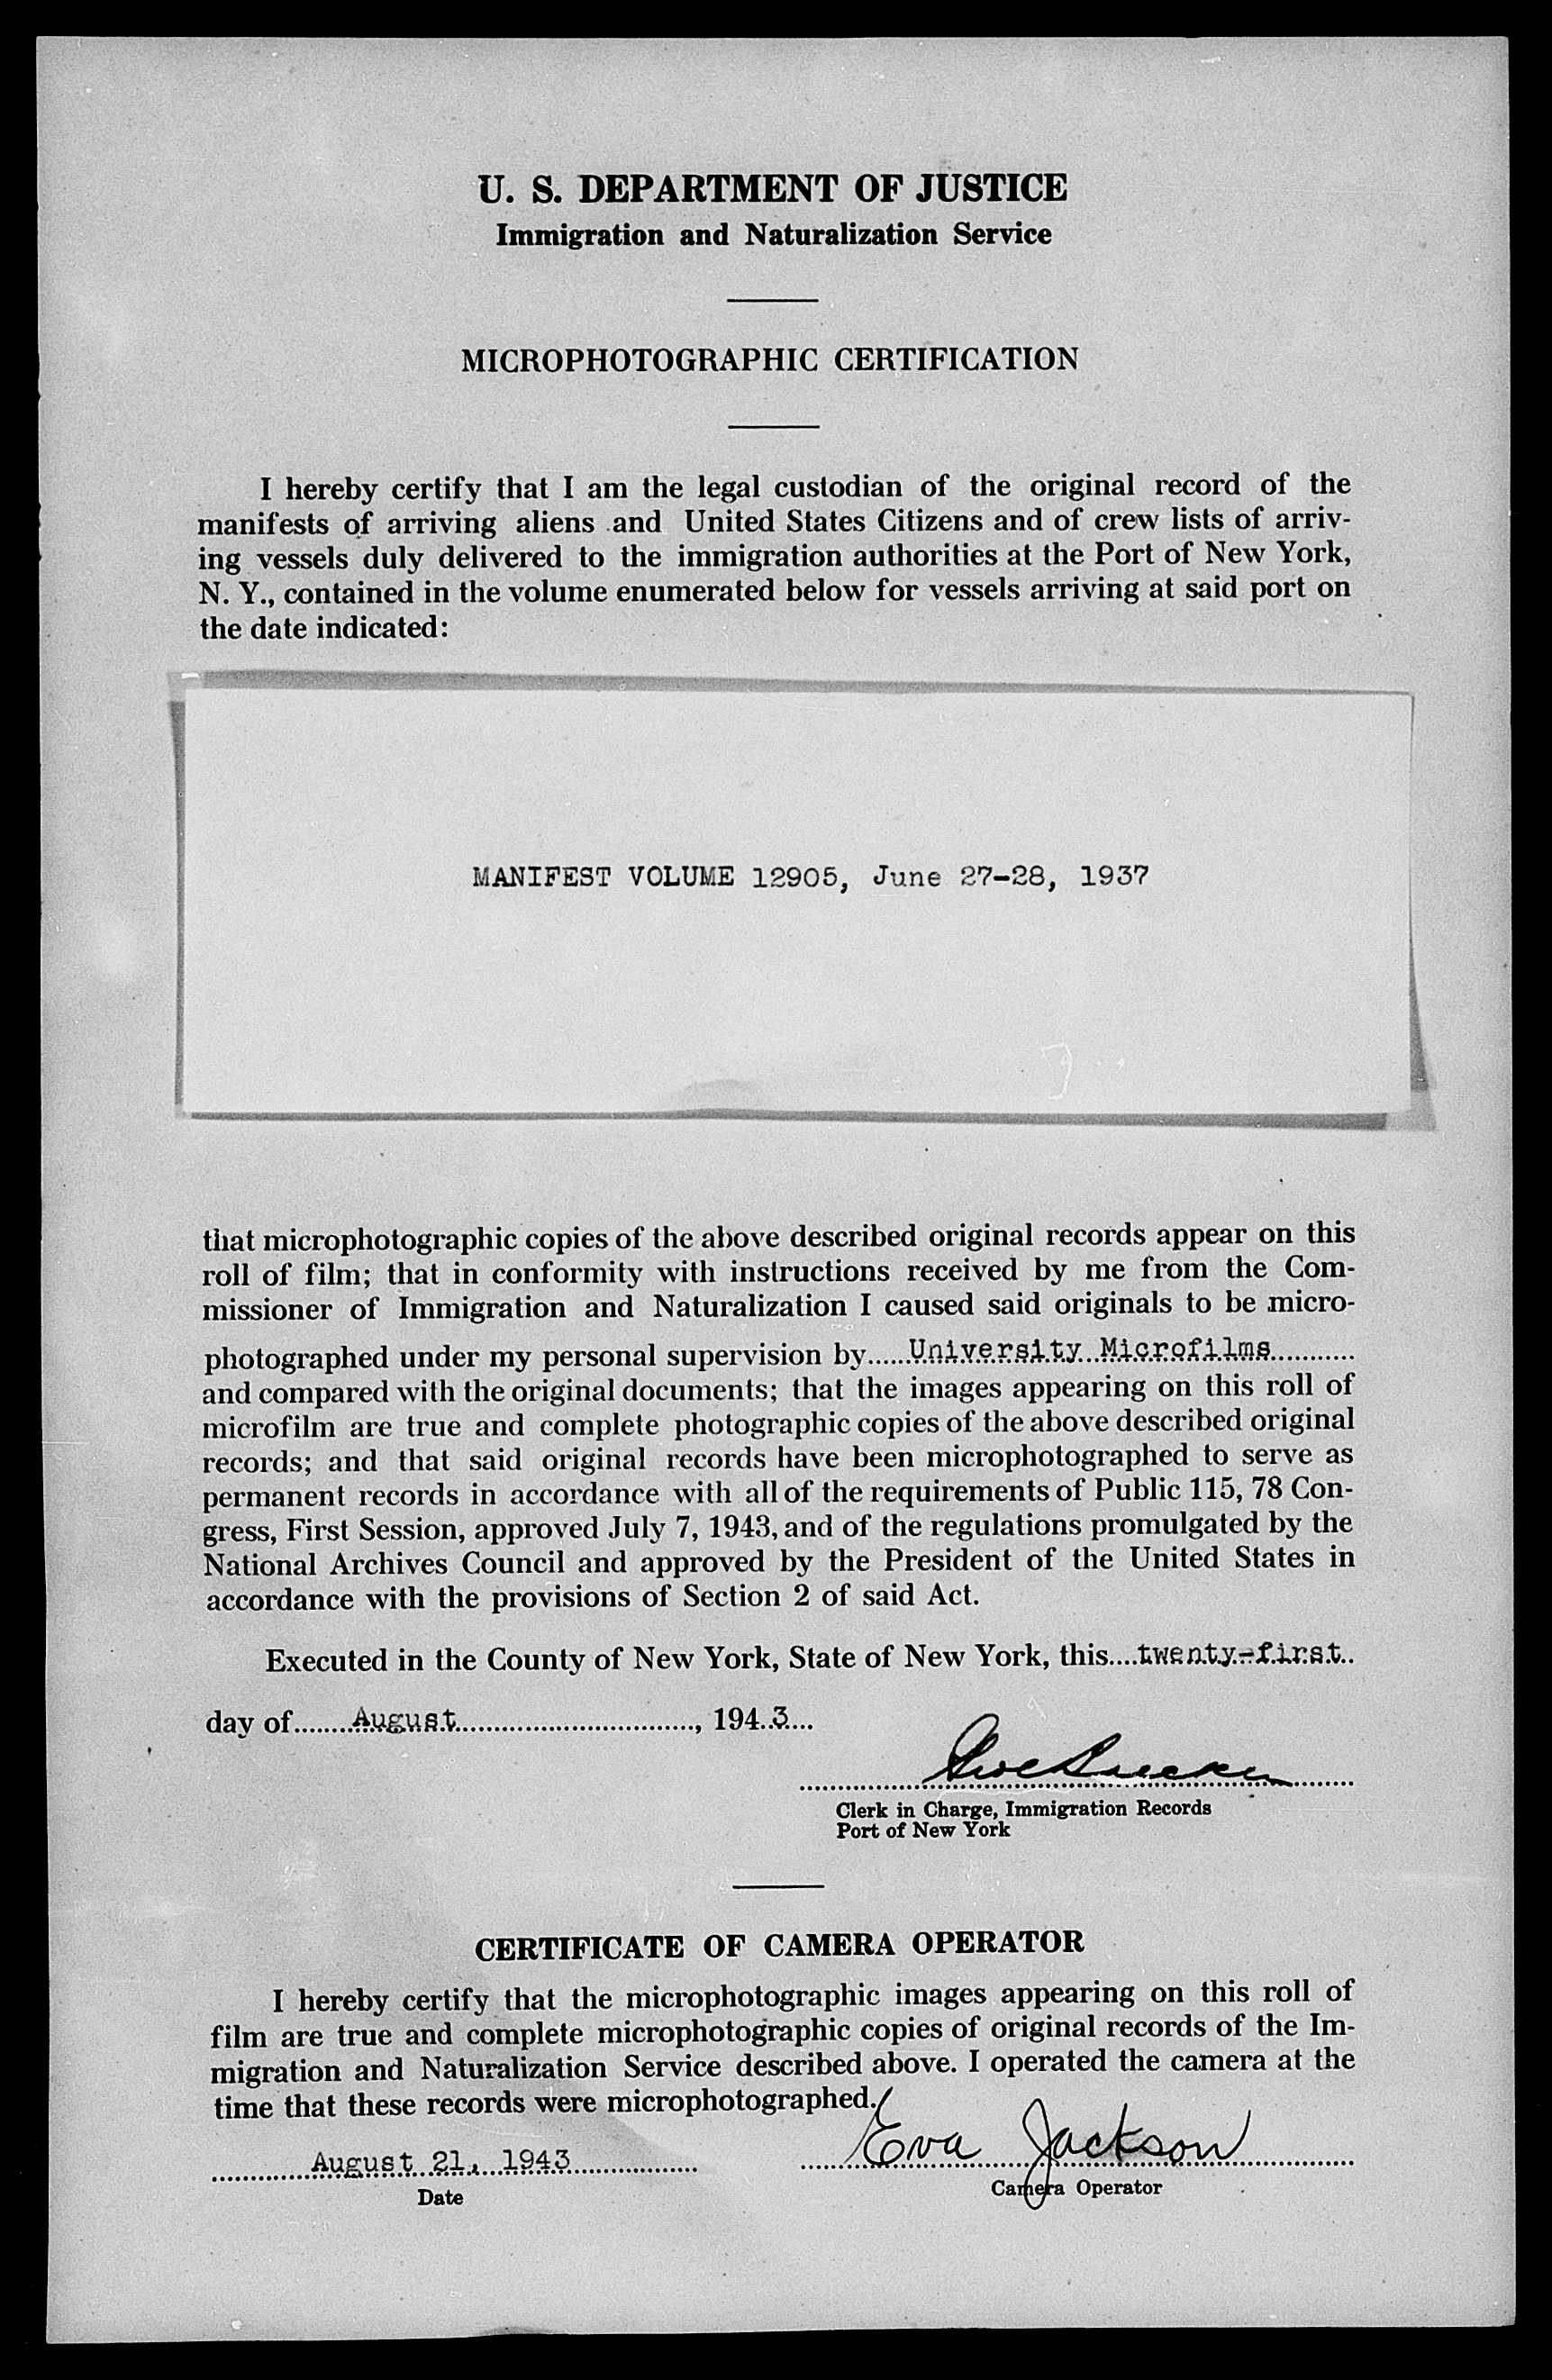 U. S. DEPARTMENT OF JUSTICE
Immigration and Naturalization Service
MICROPHOTOGRAPHIC CERTIFICATION
I hereby certify that I am the legal custodian of the original record of the
manifests of arriving aliens and United States Citizens and of crew lists of arriv-
ing vessels duly delivered to the immigration authorities at the Port of New York,
N. Y., contained in the volume enumerated below for vessels arriving at said port on
the date indicated:
MANIFEST VOLUME 12905, June 27-28, 1937
that microphotographic copies of the above described original records appear on this
roll of film; that in conformity with instructions received by me from the Com-
missioner of Immigration and Naturalization I caused said originals to be micro-
photographed under my personal supervision by......University Microfilms...........
and compared with the original documents; that the images appearing on this roll of
microfilm are true and complete photographic copies of the above described original
records; and that said original records have been microphotographed to serve as
permanent records in accordance with all of the requirements of Public 115, 78 Con-
gress, First Session, approved July 7, 1943, and of the regulations promulgated by the
National Archives Council and approved by the President of the United States in
accordance with the provisions of Section 2 of said Act.
Executed in the County of New York, State of New York, this....twenty-first..
day of........August..............................., 194..3...
Clerk in Charge, Immigration Records
Port of New York
CERTIFICATE OF CAMERA OPERATOR
I hereby certify that the microphotographic images appearing on this roll of
film are true and complete microphotographic copies of original records of the Im-
migration and Naturalization Service described above. I operated the camera at the
time that these records were microphotographed.
August 21, 1943 Eva Jackson
Date Camera Operator